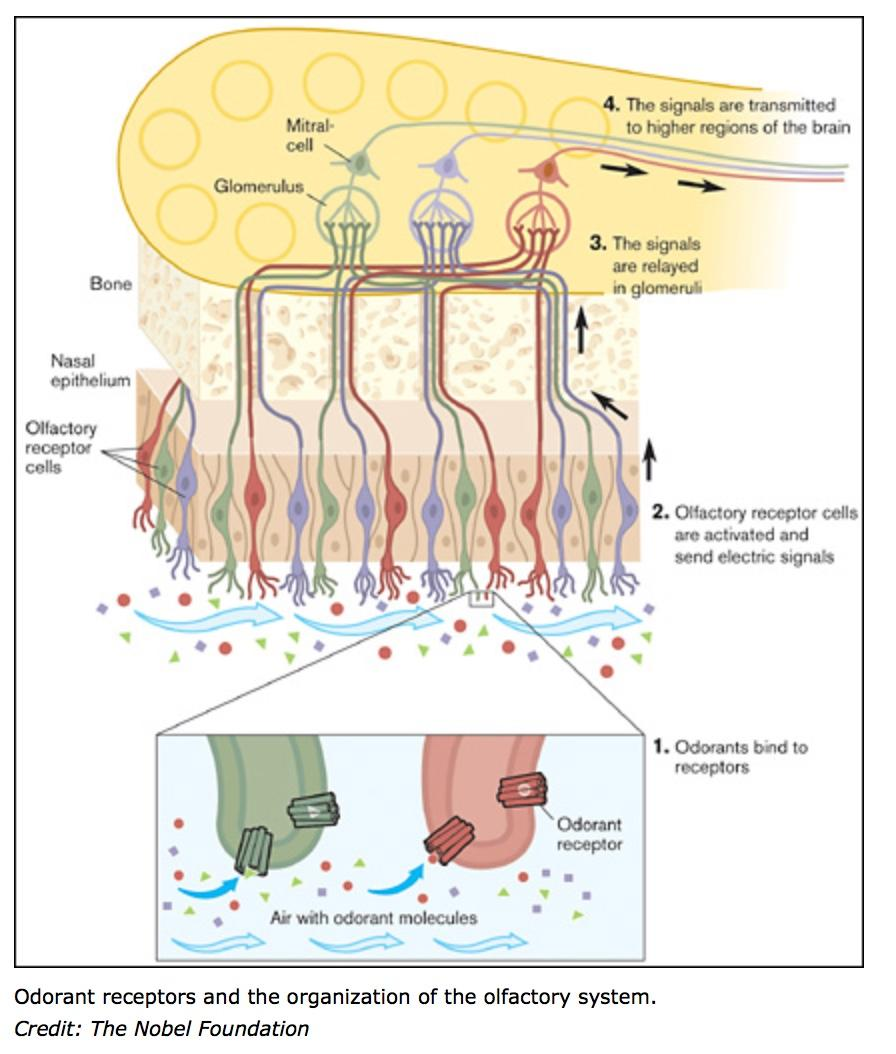 4. The signals are transmitted
to higher regions of the brain
Mitral-
cell
Glomerulus
3. The signals
are relayed
in glomeruli
Bone
Nasal
epithelium
Olfactory
receptor
cells
2. Olfactory receptor cells
are activated and
send electric signals
1. Odorants bind to
receptors
Odorant
receptor
Air with odorant molecules
Odorant receptors and the organization of the olfactory system.
Credit: The Nobel Foundation